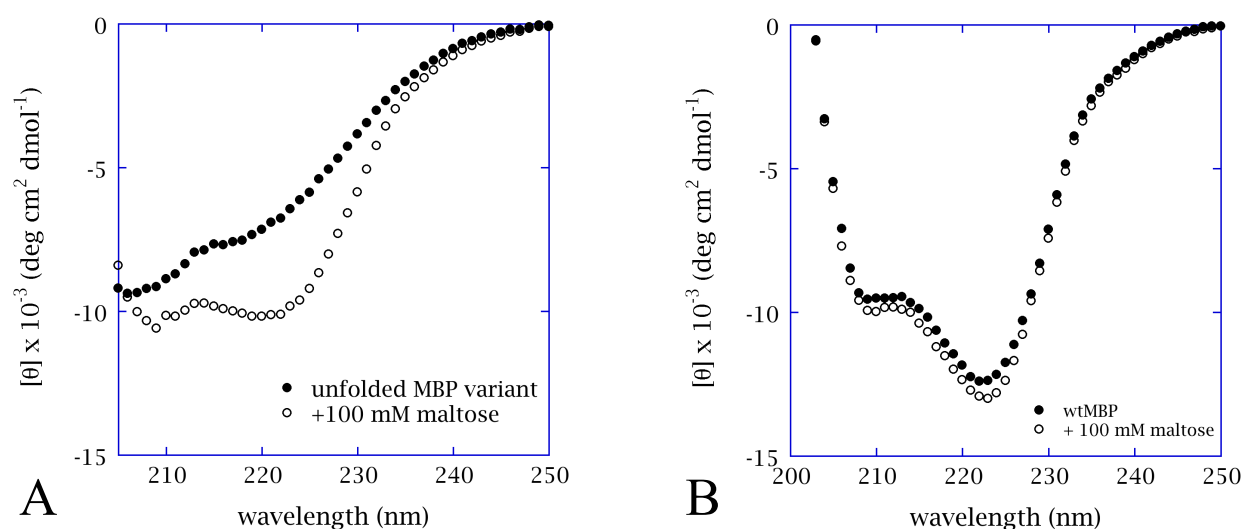 0
-5
-10
-15
210 220 230 240 250
wavelength (nm)
[θ] x 10-3 (deg cm2 dmol-1)
unfolded MBP variant
+100 mM maltose
A
0
-5
-10
-15
200 210 220 230 240 250
wavelength (nm)
[θ] x 10-3 (deg cm2 dmol-1)
wtMBP
+ 100 mM maltose
B